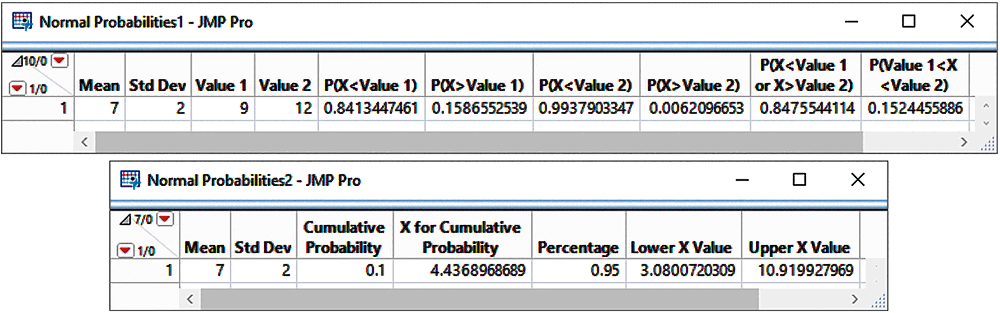 Normal Probabilities1 - JMP Pro
10/0
P(X<Value 1 P(Value 1<X
1/0 Mean Std Dev Value 1 Value 2 P(X<Value 1) P(X>Value 1) P(X<Value 2) P(X>Value 2) or X>Value 2) <Value 2)
1 7 2 9 12 0.8413447461 0.1586552539 0.9937903347 0.0062096653 0.8475544114 0.1524455886
Normal Probabilities2 - JMP Pro
7/0 Cumulative X for Cumulative
1/0 Mean Std Dev Probability Probability Percentage Lower X Value Upper X Value
1 7 2 0.1 4.4368968689 0.95 3.0800720309 10.919927969